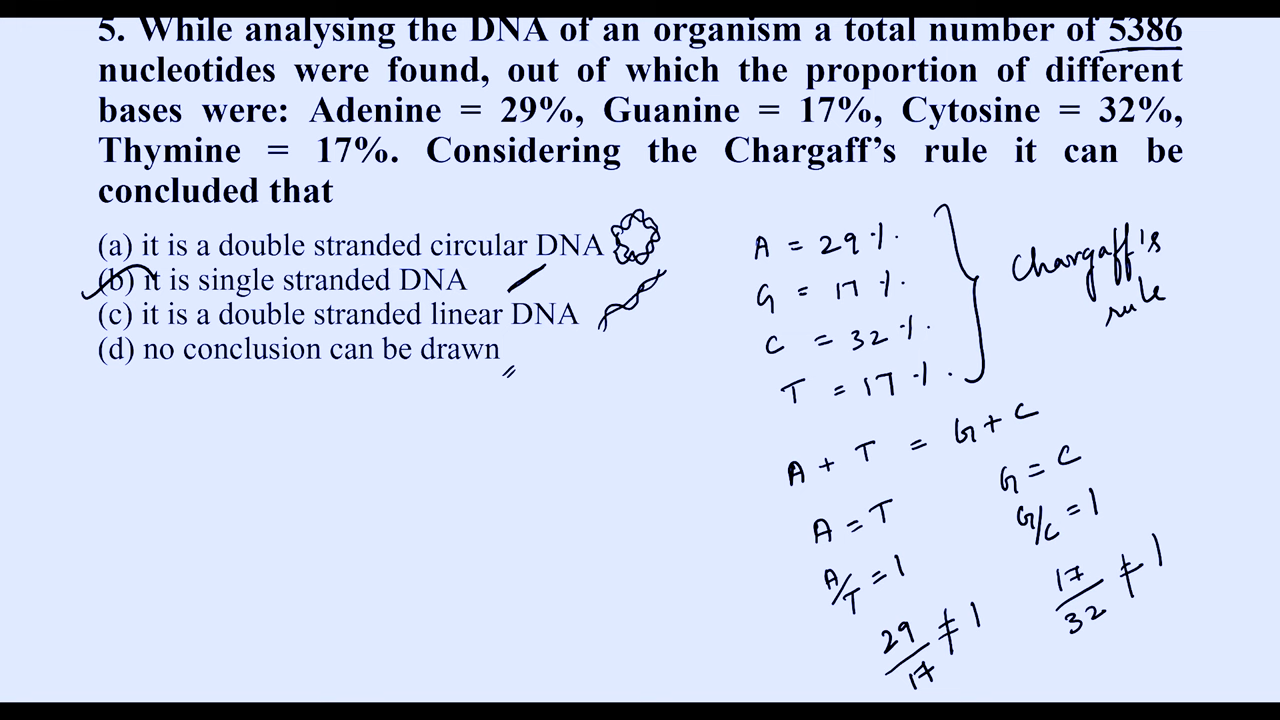 5. While analysing the DNA of an organism a total number of 5386
nucleotides were found, out of which the proportion of different
bases were: Adenine = 29%, Guanine = 17%, Cytosine = 32%,
Thymine = 17%. Considering the Chargaff's rule it can be
concluded that
(a) it is a double stranded circular DNA
(b) it is single stranded DNA
(c) it is a double stranded linear DNA
(d) no conclusion can be drawn
A = 29 %.
G = 17 %.
C = 32 %.
T = 17 %.
Chargaff's
rule
A + T = G + C
A = T
G = C
A/T = 1
G/C = 1
29/17 ≠ 1
17/32 ≠ 1